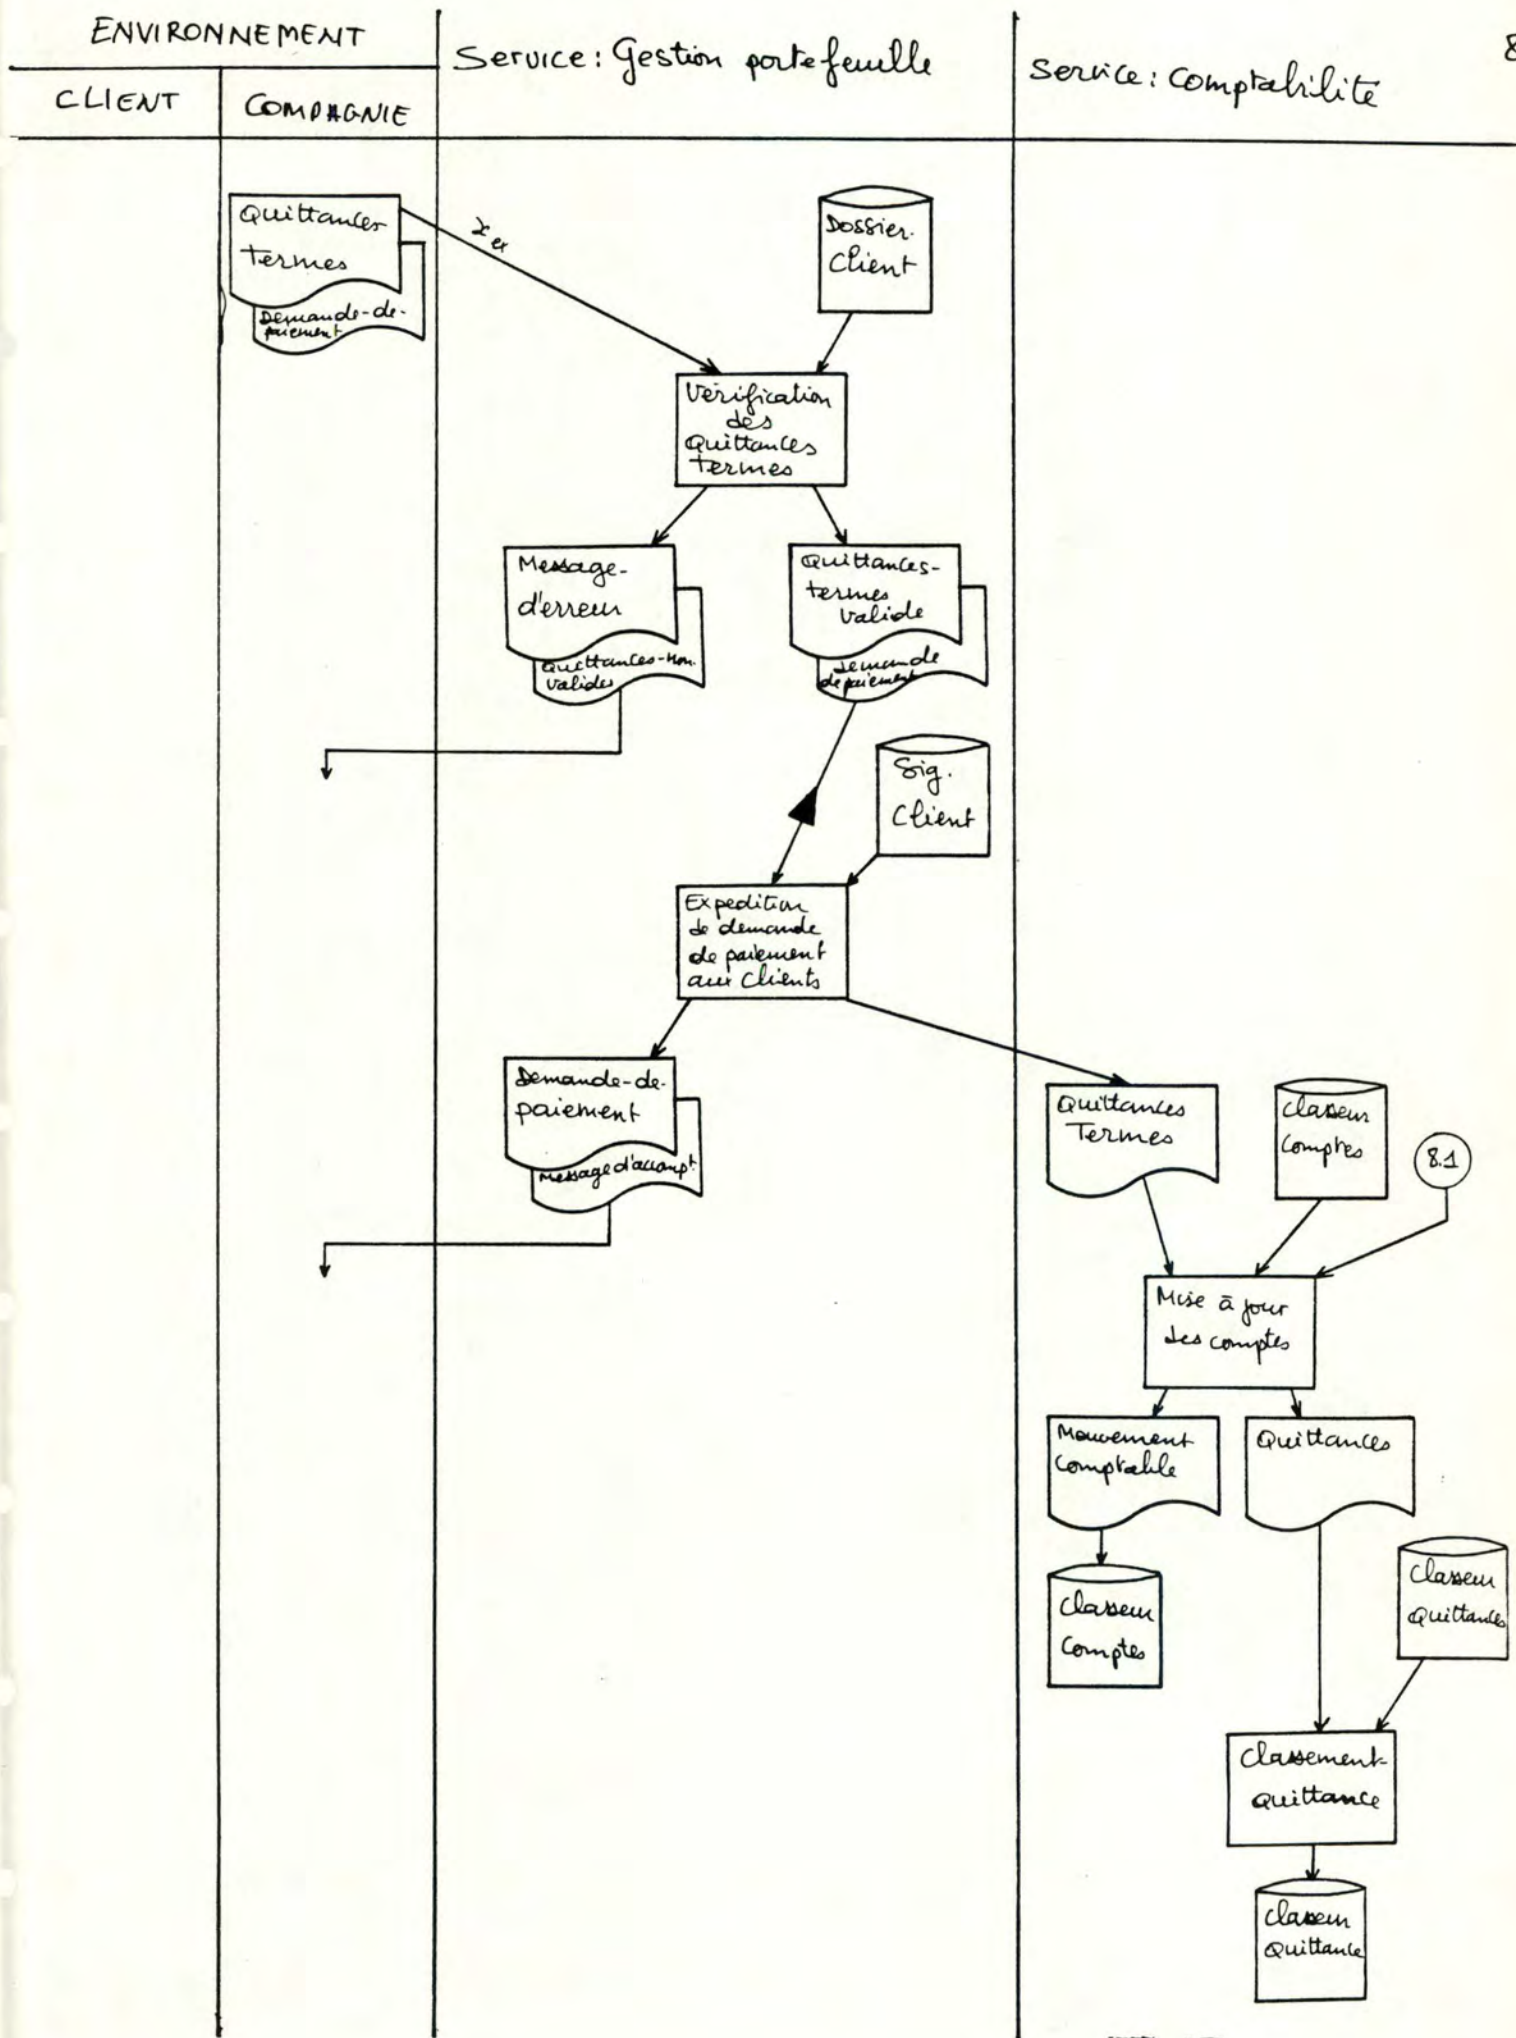 ENVIRONNEMENT
CLIENT
COMPAGNIE
Service: Gestion portefeuille
Service: Comptabilité
8
Quittances
termes
Demande-de-
paiement
2 ex
Dossier.
Client
Vérification
des
Quittances
termes
Message-
d'erreur
Quittances-non.
valides
Quittances-
termes
valide
demande
de paiement
Sig.
Client
Expedition
de demande
de paiement
aux Clients
Demande-de-
paiement
Message d'accompt.
Quittances
Termes
Classeur
Comptes
8.1
Mise à jour
des comptes
Mouvement
Comptable
Quittances
Classeur
Comptes
Classeur
Quittances
Classement-
Quittance
Classeur
Quittance